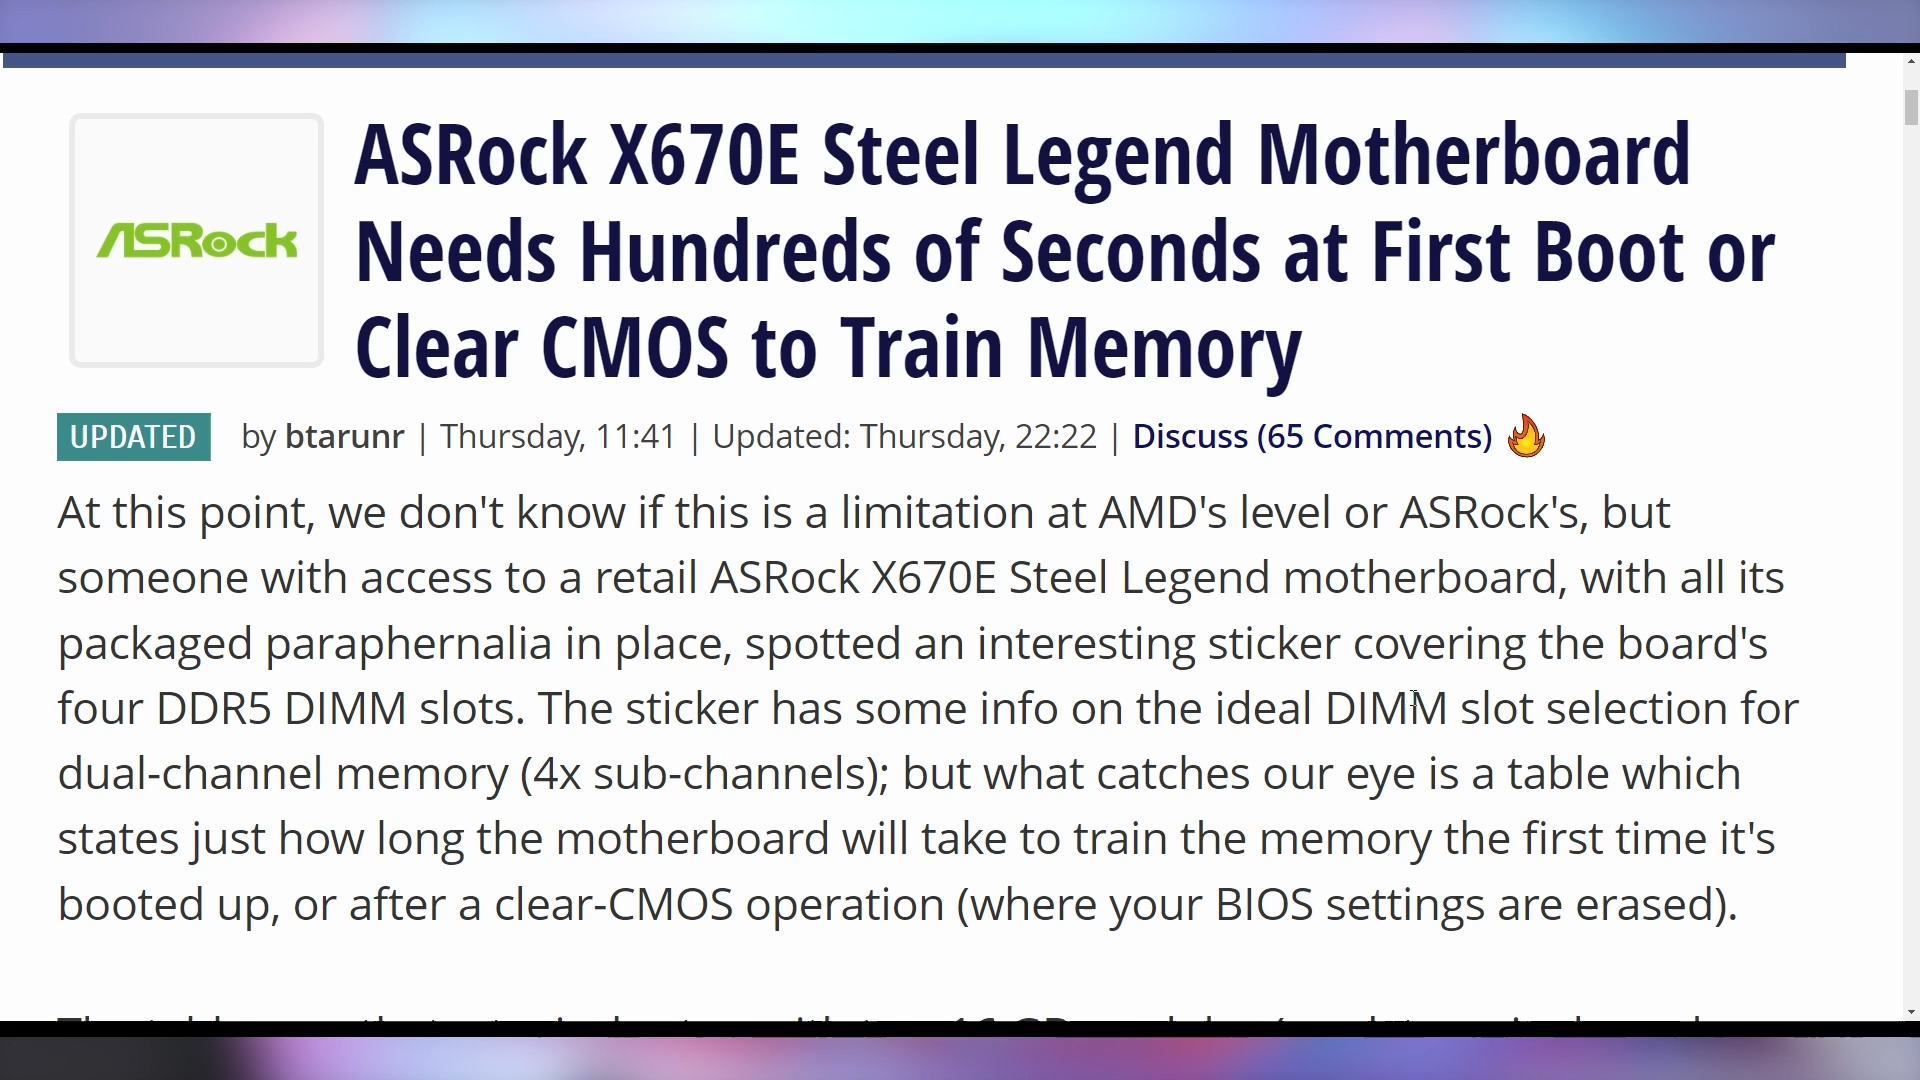 ASRock
ASRock X670E Steel Legend Motherboard
Needs Hundreds of Seconds at First Boot or
Clear CMOS to Train Memory
UPDATED by btarunr | Thursday, 11:41 | Updated: Thursday, 22:22 | Discuss (65 Comments)
At this point, we don't know if this is a limitation at AMD's level or ASRock's, but
someone with access to a retail ASRock X670E Steel Legend motherboard, with all its
packaged paraphernalia in place, spotted an interesting sticker covering the board's
four DDR5 DIMM slots. The sticker has some info on the ideal DIMM slot selection for
dual-channel memory (4x sub-channels); but what catches our eye is a table which
states just how long the motherboard will take to train the memory the first time it's
booted up, or after a clear-CMOS operation (where your BIOS settings are erased).